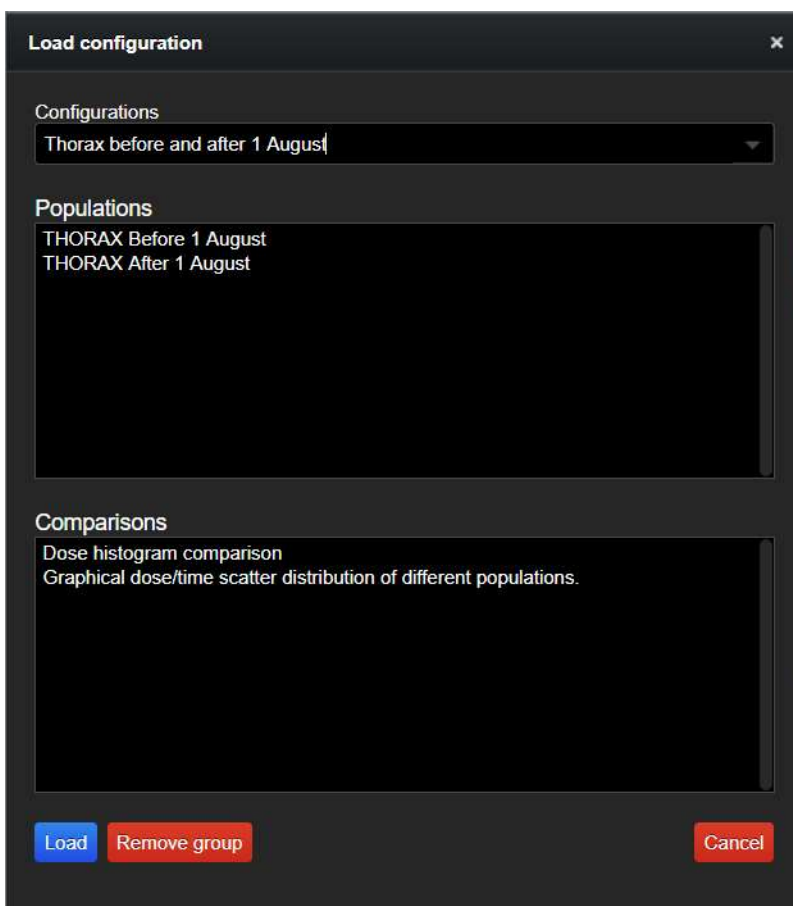 Load configuration
Configurations
Thorax before and after 1 August
Populations
THORAX Before 1 August
THORAX After 1 August
Comparisons
Dose histogram comparison
Graphical dose/time scatter distribution of different populations.
Load Remove group Cancel